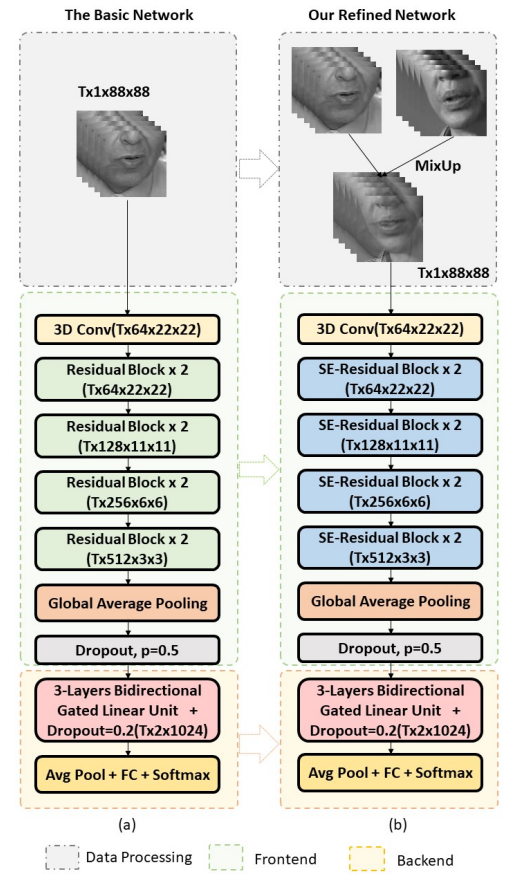 The Basic Network
Tx1x88x88
3D Conv(Tx64x22x22)
Residual Block x 2
(Tx64x22x22)
Residual Block x 2
(Tx128x11x11)
Residual Block x 2
(Tx256x6x6)
Residual Block x 2
(Tx512x3x3)
Global Average Pooling
Dropout, p=0.5
3-Layers Bidirectional
Gated Linear Unit +
Dropout=0.2(Tx2x1024)
Avg Pool + FC + Softmax
(a)
Our Refined Network
MixUp
Tx1x88x88
3D Conv(Tx64x22x22)
SE-Residual Block x 2
(Tx64x22x22)
SE-Residual Block x 2
(Tx128x11x11)
SE-Residual Block x 2
(Tx256x6x6)
SE-Residual Block x 2
(Tx512x3x3)
Global Average Pooling
Dropout, p=0.5
3-Layers Bidirectional
Gated Linear Unit +
Dropout=0.2(Tx2x1024)
Avg Pool + FC + Softmax
(b)
Data Processing
Frontend
Backend